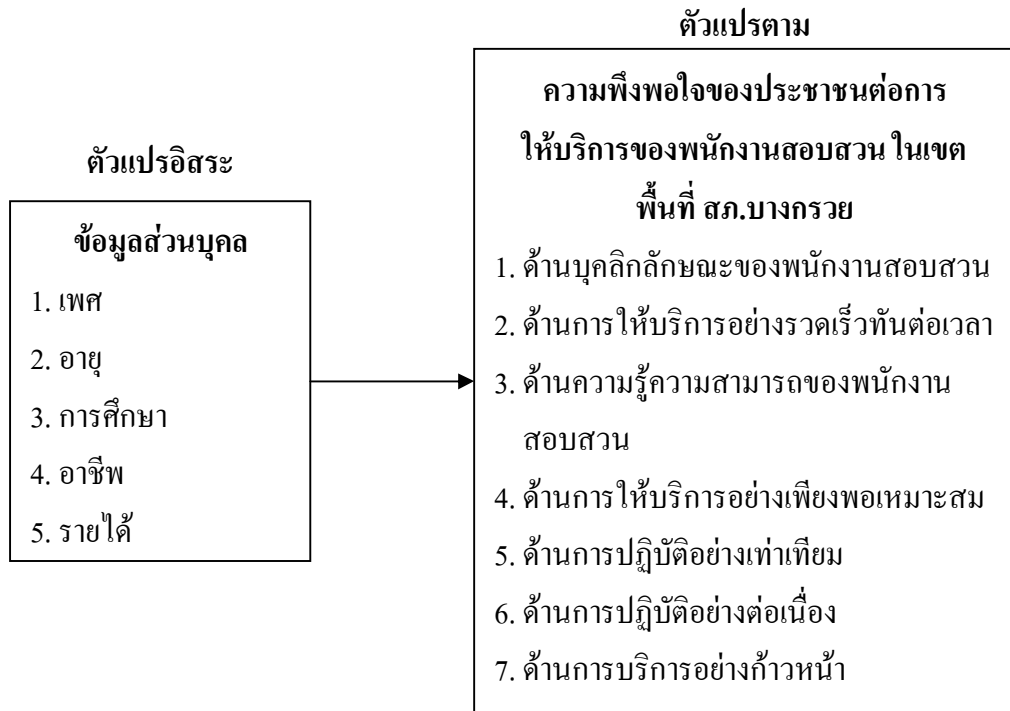 ตัวแปรอิสระ
ข้อมูลส่วนบุคคล
1. เพศ
2. อายุ
3. การศึกษา
4. อาชีพ
5. รายได้
ตัวแปรตาม
ความพึงพอใจของประชาชนต่อการ
ให้บริการของพนักงานสอบสวน ในเขต
พื้นที่ สภ.บางกรวย
1. ด้านบุคลิกลักษณะของพนักงานสอบสวน
2. ด้านการให้บริการอย่างรวดเร็วทันต่อเวลา
3. ด้านความรู้ความสามารถของพนักงาน
สอบสวน
4. ด้านการให้บริการอย่างเพียงพอเหมาะสม
5. ด้านการปฏิบัติอย่างเท่าเทียม
6. ด้านการปฏิบัติอย่างต่อเนื่อง
7. ด้านการบริการอย่างก้าวหน้า